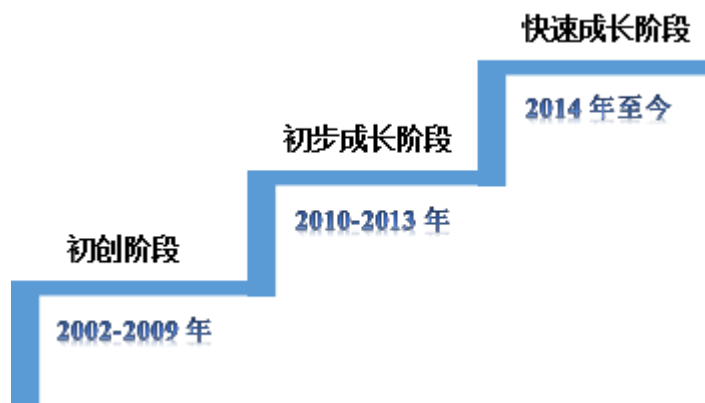 快速成长阶段
2014 年至今
初步成长阶段
2010-2013 年
初创阶段
2002-2009 年